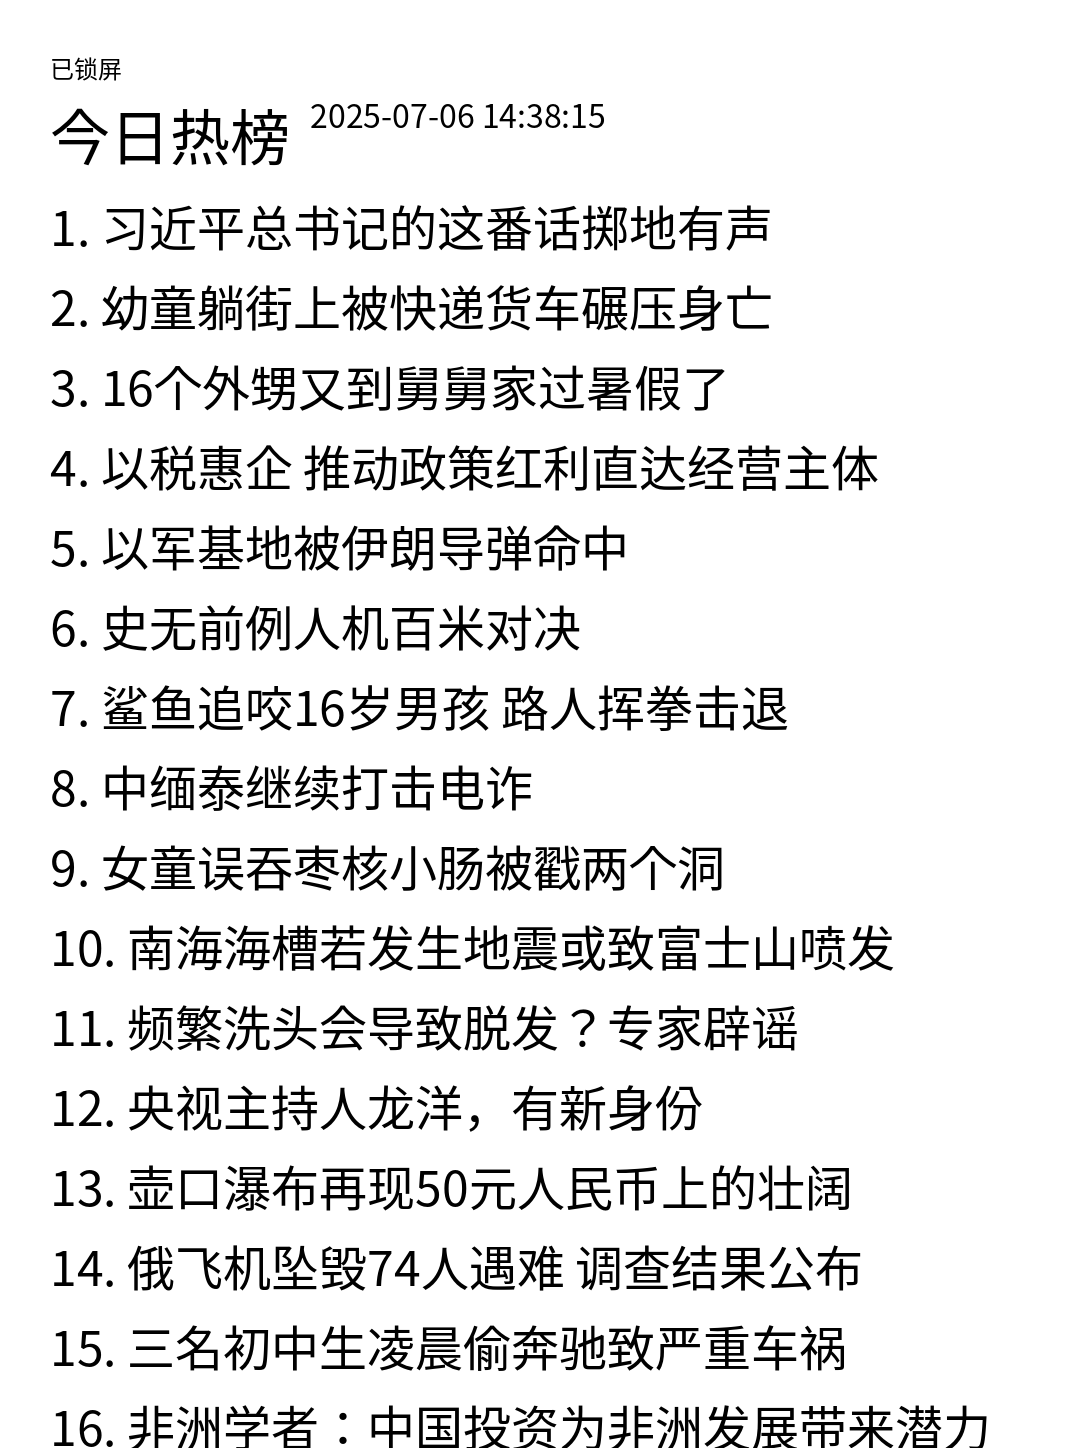 已锁屏
今日热榜 2025-07-06 14:38:15
1. 习近平总书记的这番话掷地有声
2. 幼童躺街上被快递货车碾压身亡
3. 16个外甥又到舅舅家过暑假了
4. 以税惠企 推动政策红利直达经营主体
5. 以军基地被伊朗导弹命中
6. 史无前例人机百米对决
7. 鲨鱼追咬16岁男孩 路人挥拳击退
8. 中缅泰继续打击电诈
9. 女童误吞枣核小肠被戳两个洞
10. 南海海槽若发生地震或致富士山喷发
11. 频繁洗头会导致脱发？专家辟谣
12. 央视主持人龙洋，有新身份
13. 壶口瀑布再现50元人民币上的壮阔
14. 俄飞机坠毁74人遇难 调查结果公布
15. 三名初中生凌晨偷奔驰致严重车祸
16. 非洲学者：中国投资为非洲发展带来潜力